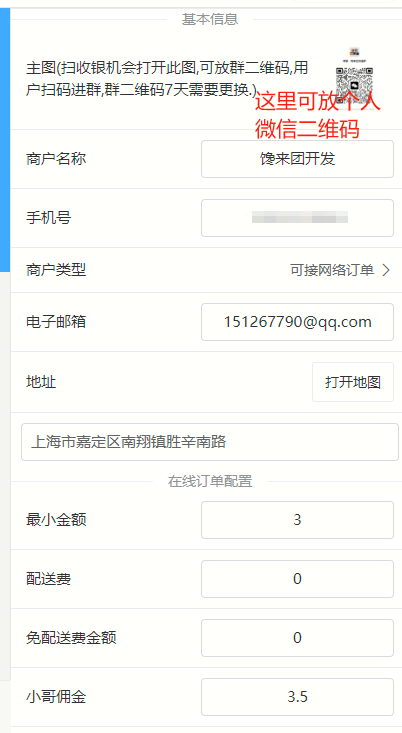 基本信息
主图(扫收银机会打开此图,可放群二维码,用
户扫码进群,群二维码7天需要更换.)
这里可放个人
微信二维码
商户名称
馋来团开发
手机号
商户类型
可接网络订单
电子邮箱
151267790@qq.com
地址
打开地图
上海市嘉定区南翔镇胜辛南路
在线订单配置
最小金额
3
配送费
0
免配送费金额
0
小哥佣金
3.5